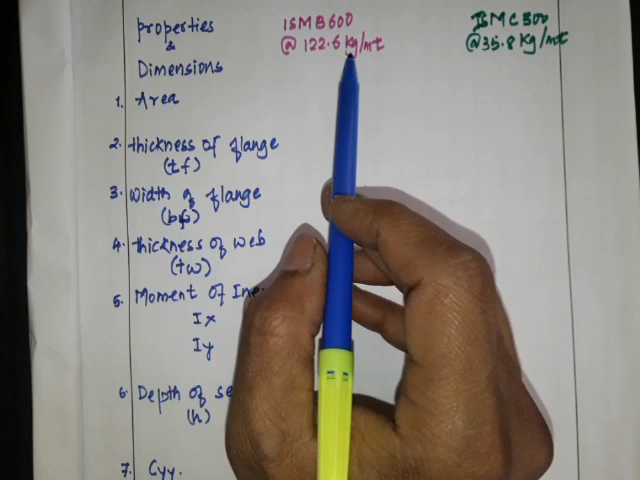 properties
&
Dimensions
ISMB600
@ 122.6 kg/mt
ISMC300
@35.8 kg/mt
1. Area
2. thickness of flange
(tf)
3. Width of flange
(bf)
4. thickness of web
(tw)
5. Moment of Ine
Ix
Iy
6. Depth of se
(h)
7. Cyy.